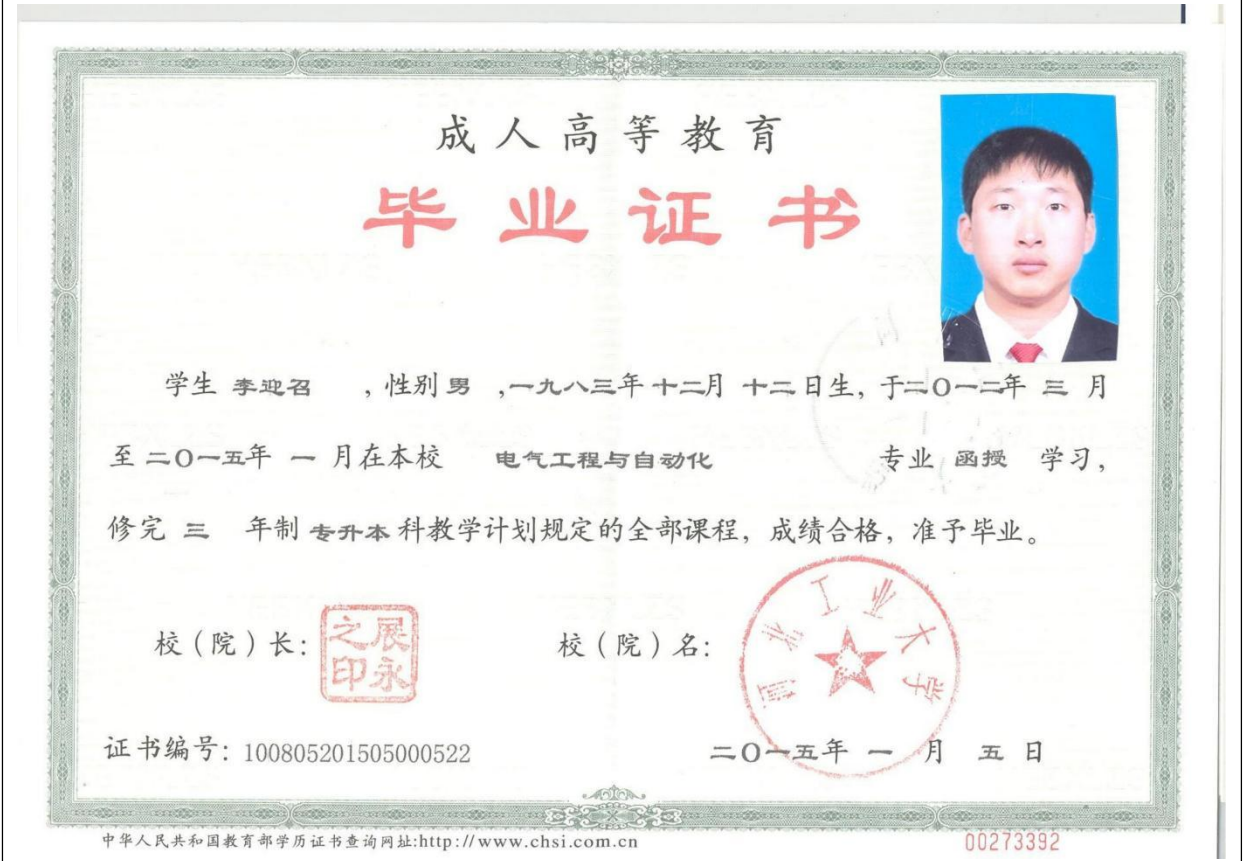 成人高等教育
毕业证书
学生 李迎召 ，性别 男 ，一九八三年 十二月 十二日生，于二〇一二年 三 月
至 二〇一五年 一 月在本校 电气工程与自动化 专业 函授 学习，
修完 三 年制 专升本 科教学计划规定的全部课程，成绩合格，准予毕业。
校（院）长：展永之印
校（院）名：河北工业大学
证书编号：100805201505000522
二〇一五年 一 月 五 日
中华人民共和国教育部学历证书查询网址:http://www.chsi.com.cn
00273392